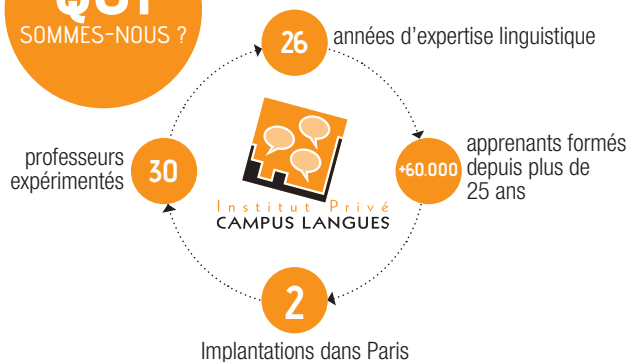 QUI
SOMMES-NOUS ?
26
années d'expertise linguistique
+60.000
apprenants formés
depuis plus de
25 ans
2
Implantations dans Paris
30
professeurs
expérimentés
Institut Privé
CAMPUS LANGUES